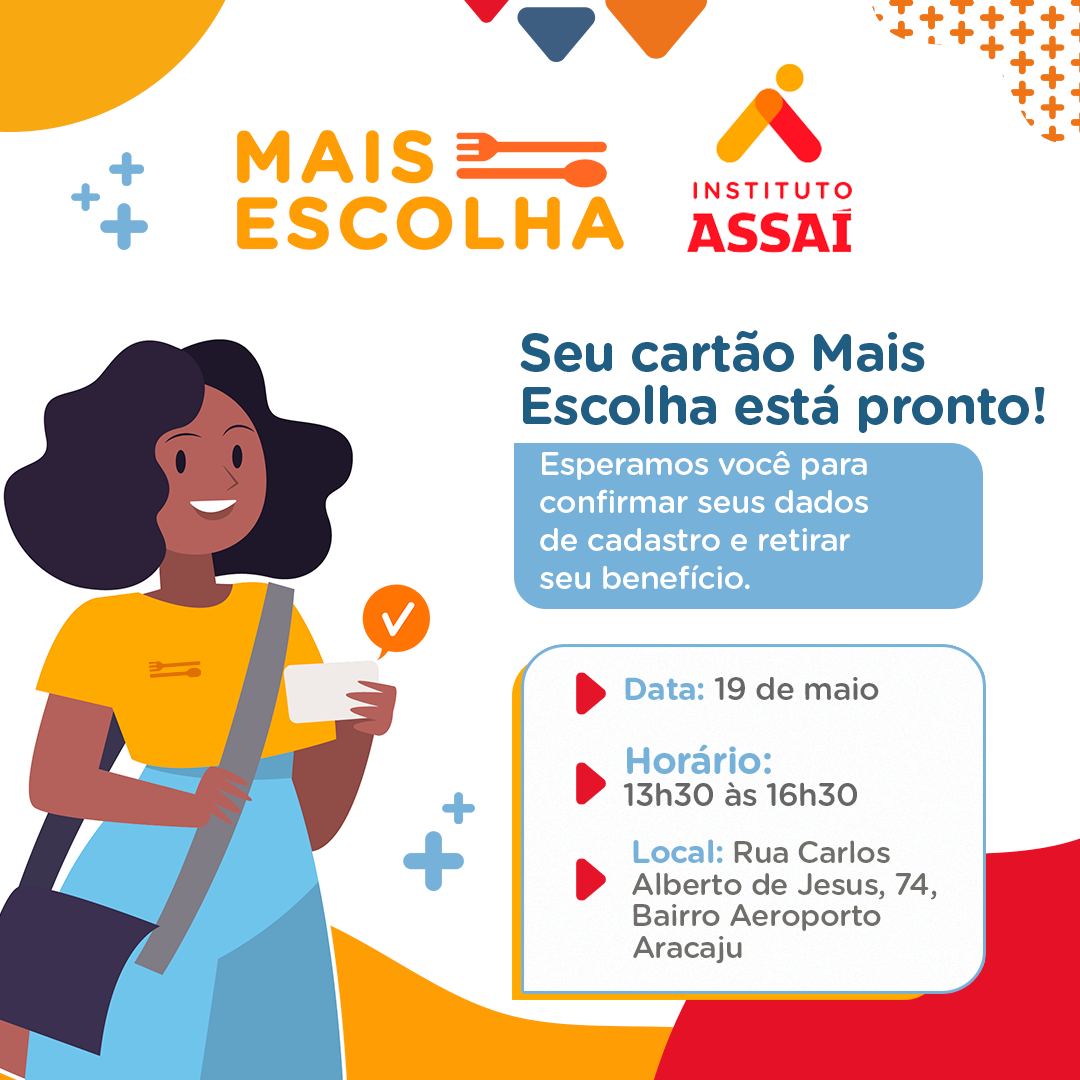 MAIS
ESCOLHA
INSTITUTO
ASSAÍ
Seu cartão Mais
Escolha está pronto!
Esperamos você para
confirmar seus dados
de cadastro e retirar
seu benefício.
Data: 19 de maio
Horário:
13h30 às 16h30
Local: Rua Carlos
Alberto de Jesus, 74,
Bairro Aeroporto
Aracaju